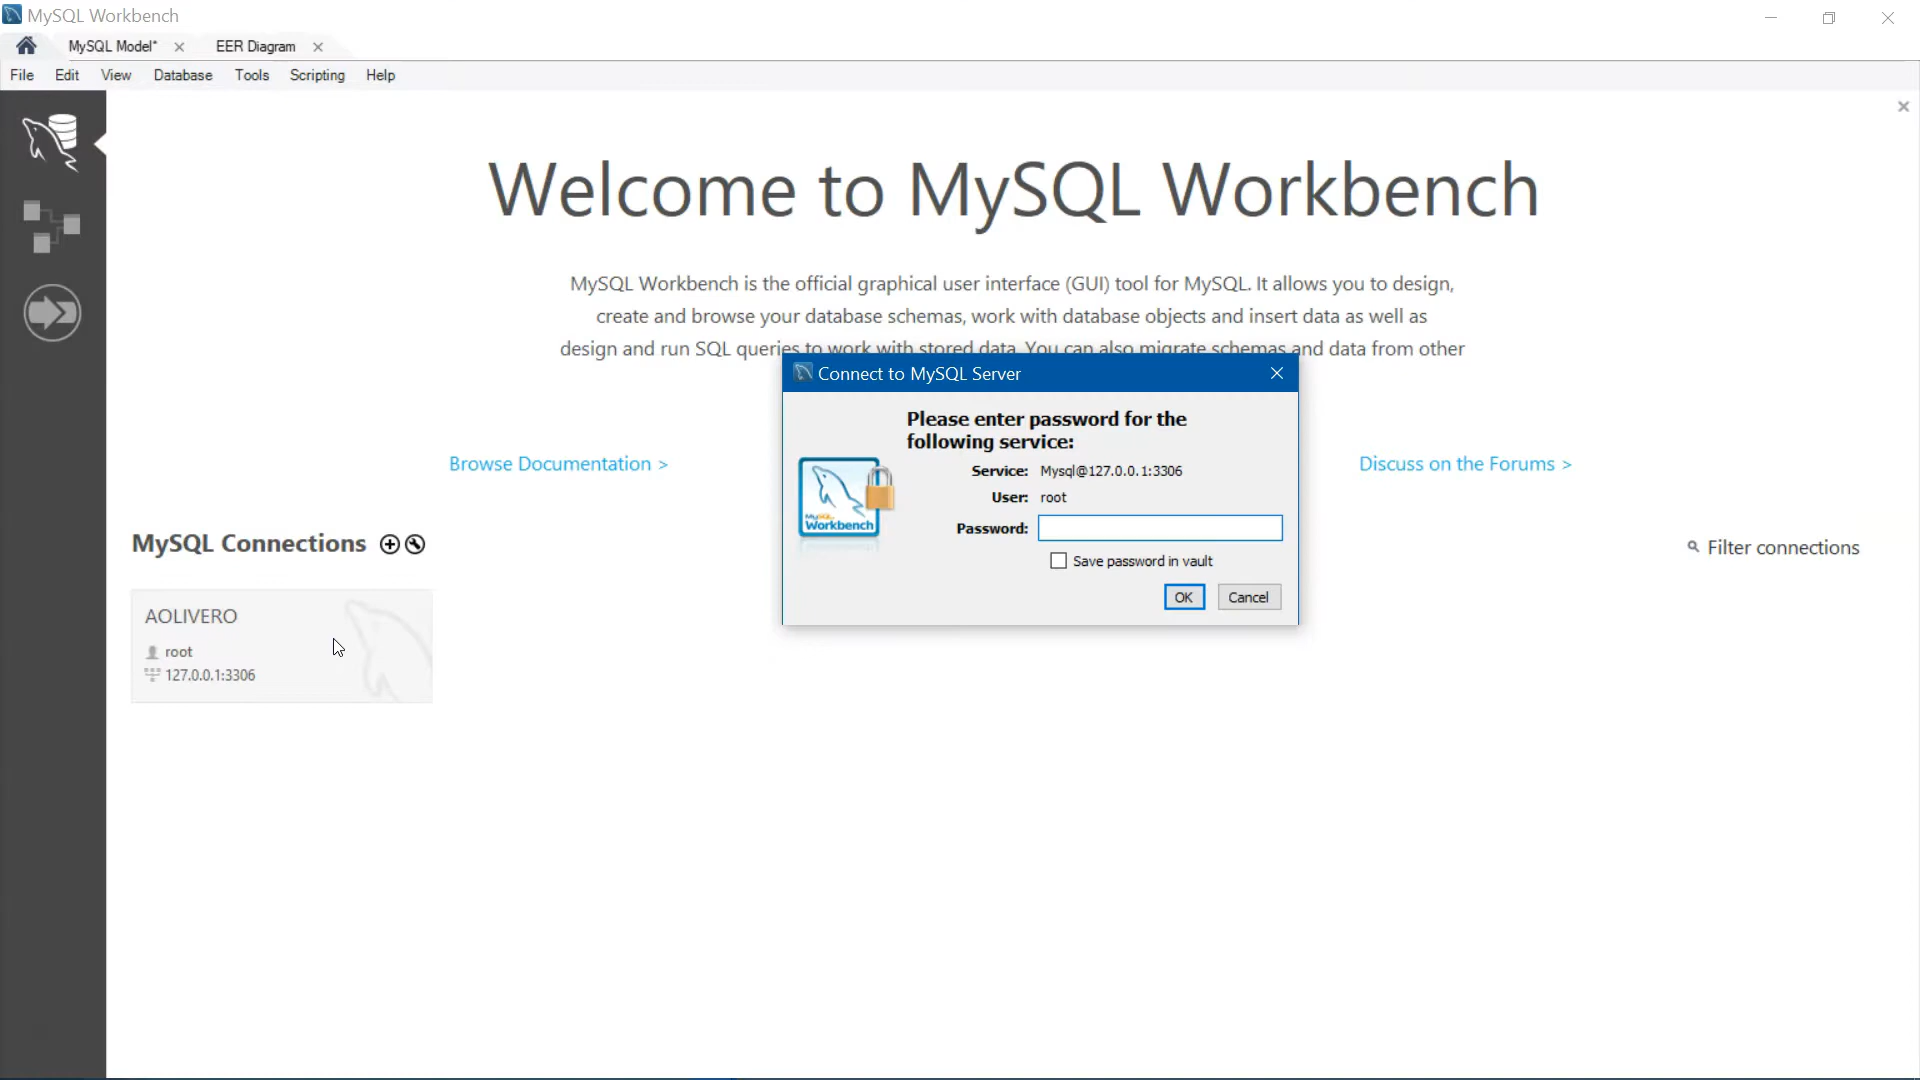 MySQL Workbench
MySQL Model*
EER Diagram
File Edit View Database Tools Scripting Help
Welcome to MySQL Workbench
MySQL Workbench is the official graphical user interface (GUI) tool for MySQL. It allows you to design,
create and browse your database schemas, work with database objects and insert data as well as
design and run SQL queries to work with stored data. You can also migrate schemas and data from other
Connect to MySQL Server
Please enter password for the
following service:
Service: Mysql@127.0.0.1:3306
User: root
Password:
Save password in vault
OK Cancel
MySQL
Workbench
Browse Documentation >
Discuss on the Forums >
MySQL Connections
Filter connections
AOLIVERO
root
127.0.0.1:3306